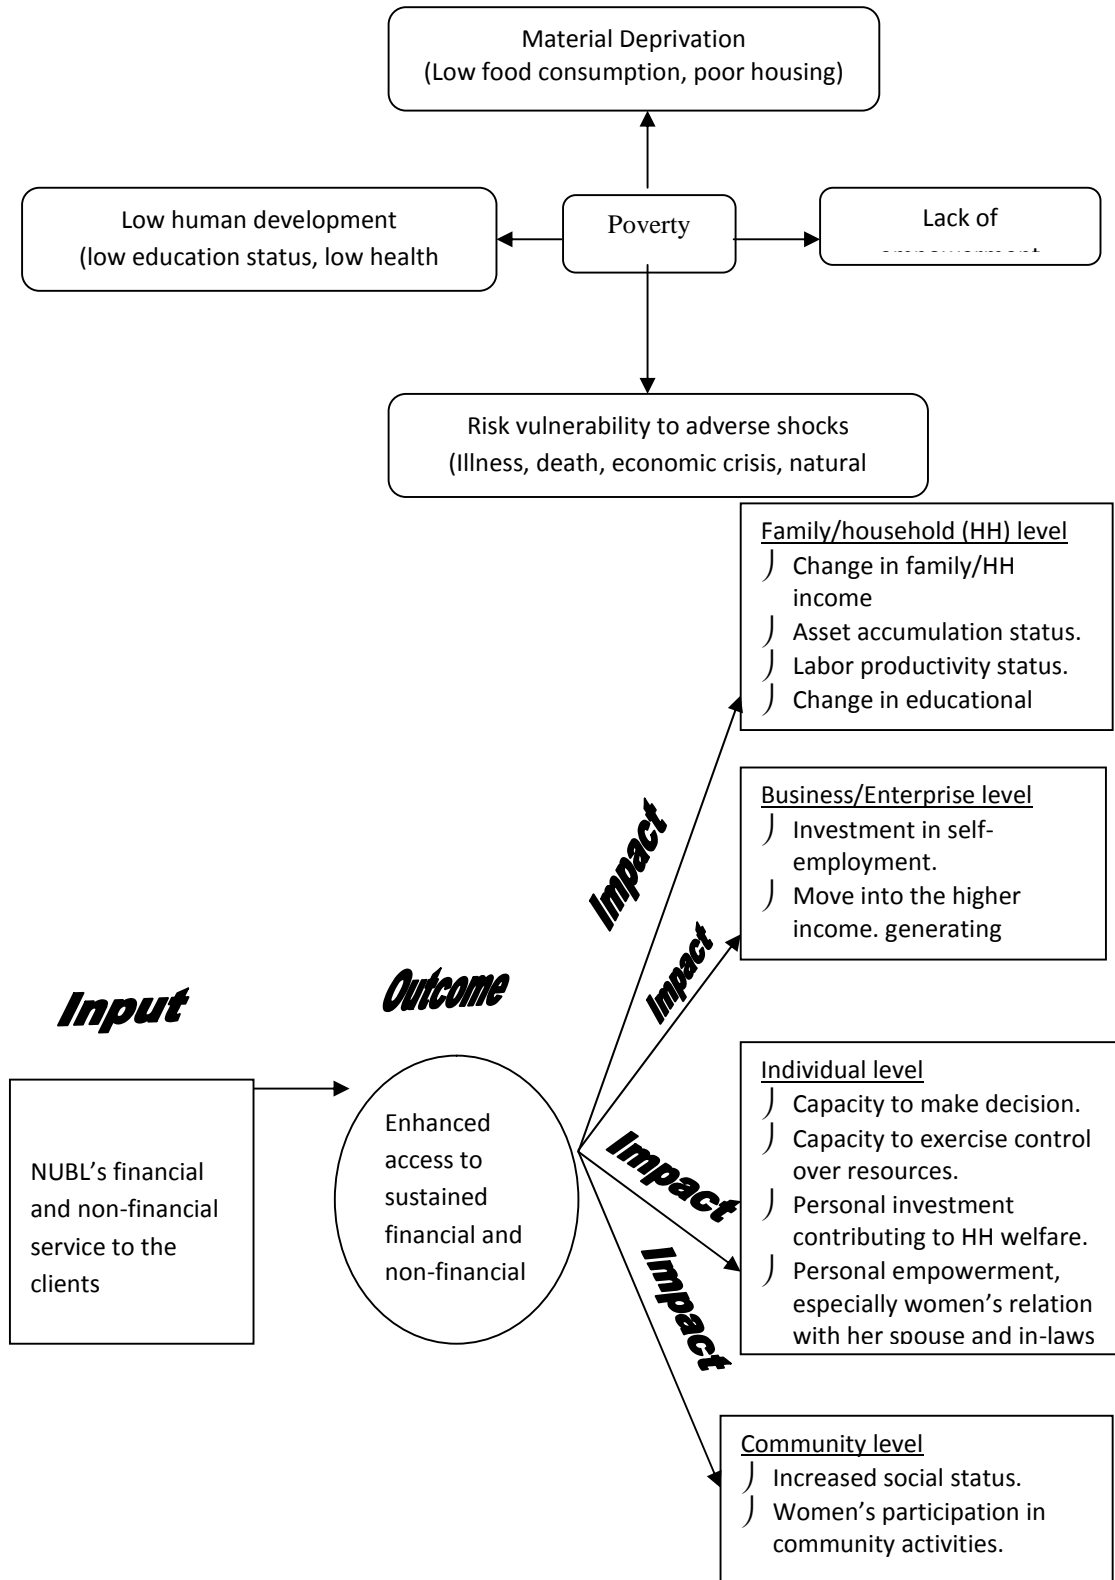 Material Deprivation
(Low food consumption, poor housing)
Low human development
(low education status, low health
Poverty
Lack of
Risk vulnerability to adverse shocks
(Illness, death, economic crisis, natural
Family/household (HH) level
Change in family/HH
income
Asset accumulation status.
Labor productivity status.
Change in educational
Business/Enterprise level
Investment in self-
employment.
Move into the higher
income. generating
Impact
Impact
Input
Outcome
NUBL's financial
and non-financial
service to the
clients
Enhanced
access to
sustained
financial and
non-financial
Impact
Impact
Individual level
Capacity to make decision.
Capacity to exercise control
over resources.
Personal investment
contributing to HH welfare.
Personal empowerment,
especially women's relation
with her spouse and in-laws
Community level
Increased social status.
Women's participation in
community activities.